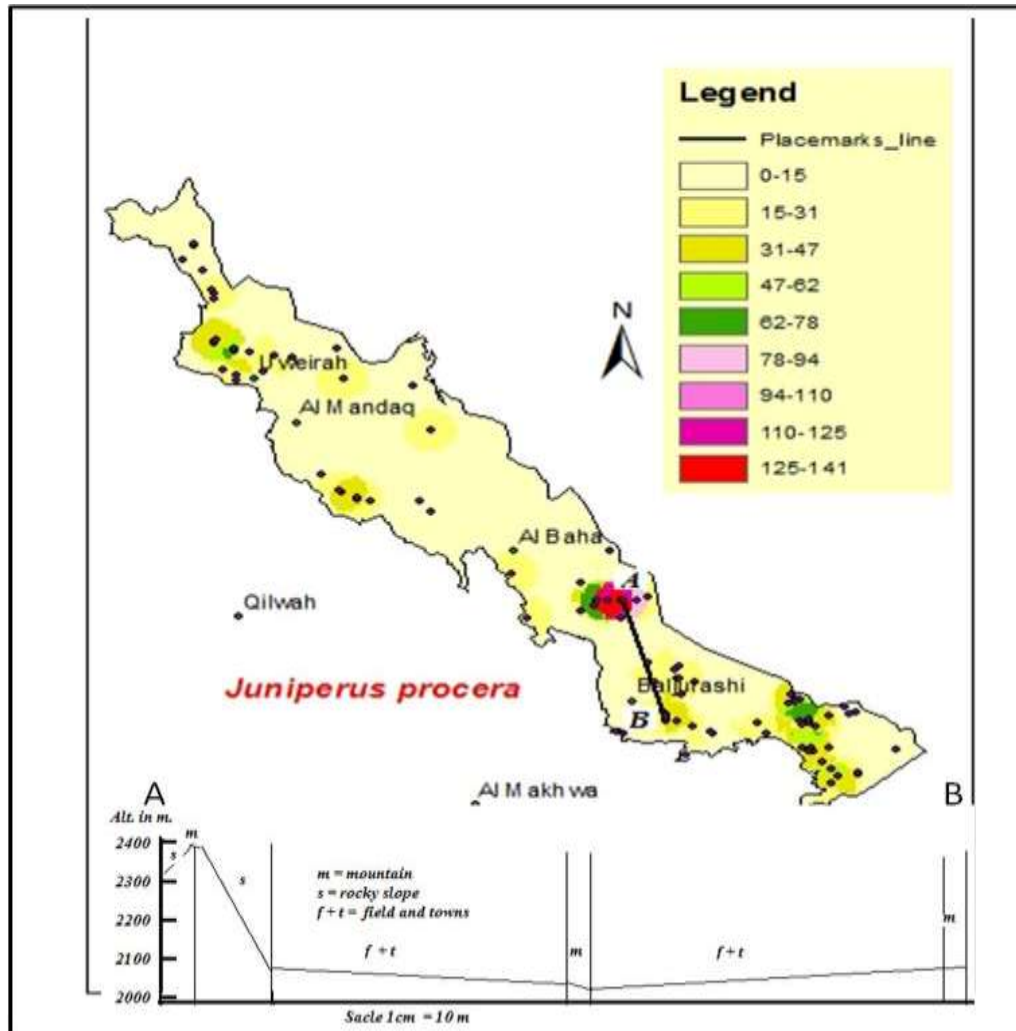 Legend
Placemarks_line
0-15
15-31
31-47
47-62
62-78
78-94
94-110
110-125
125-141
N
Al Mandaq
Al Baha
A
Qilwah
Juniperus procera
Baljurashi
B
Al Makhwa
A
B
Alt. in m.
m
2400
s
m = mountain
2300
s
s = rocky slope
f + t = field and towns
2200
m
2100
f + t
m
f+t
2000
Sacle 1cm = 10 m